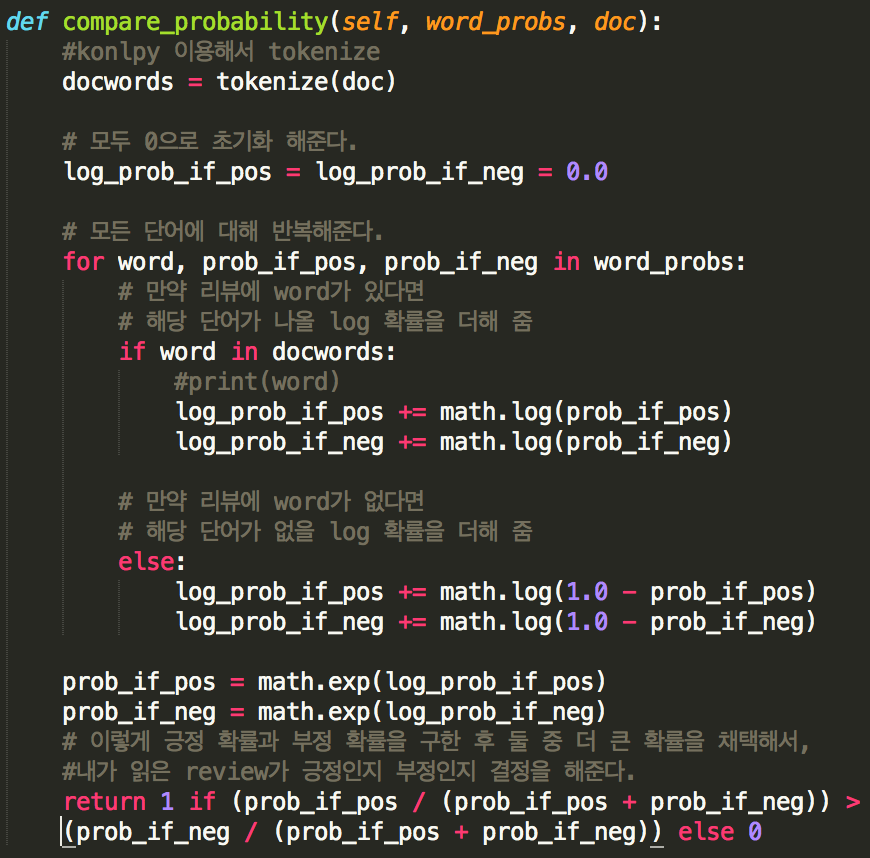 def compare_probability(self, word_probs, doc):
#konlpy 이용해서 tokenize
docwords = tokenize(doc)
# 모두 0으로 초기화 해준다.
log_prob_if_pos = log_prob_if_neg = 0.0
# 모든 단어에 대해 반복해준다.
for word, prob_if_pos, prob_if_neg in word_probs:
# 만약 리뷰에 word가 있다면
# 해당 단어가 나올 log 확률을 더해 줌
if word in docwords:
#print(word)
log_prob_if_pos += math.log(prob_if_pos)
log_prob_if_neg += math.log(prob_if_neg)
# 만약 리뷰에 word가 없다면
# 해당 단어가 없을 log 확률을 더해 줌
else:
log_prob_if_pos += math.log(1.0 - prob_if_pos)
log_prob_if_neg += math.log(1.0 - prob_if_neg)
prob_if_pos = math.exp(log_prob_if_pos)
prob_if_neg = math.exp(log_prob_if_neg)
# 이렇게 긍정 확률과 부정 확률을 구한 후 둘 중 더 큰 확률을 채택해서,
#내가 읽은 review가 긍정인지 부정인지 결정을 해준다.
return 1 if (prob_if_pos / (prob_if_pos + prob_if_neg)) >
(prob_if_neg / (prob_if_pos + prob_if_neg)) else 0